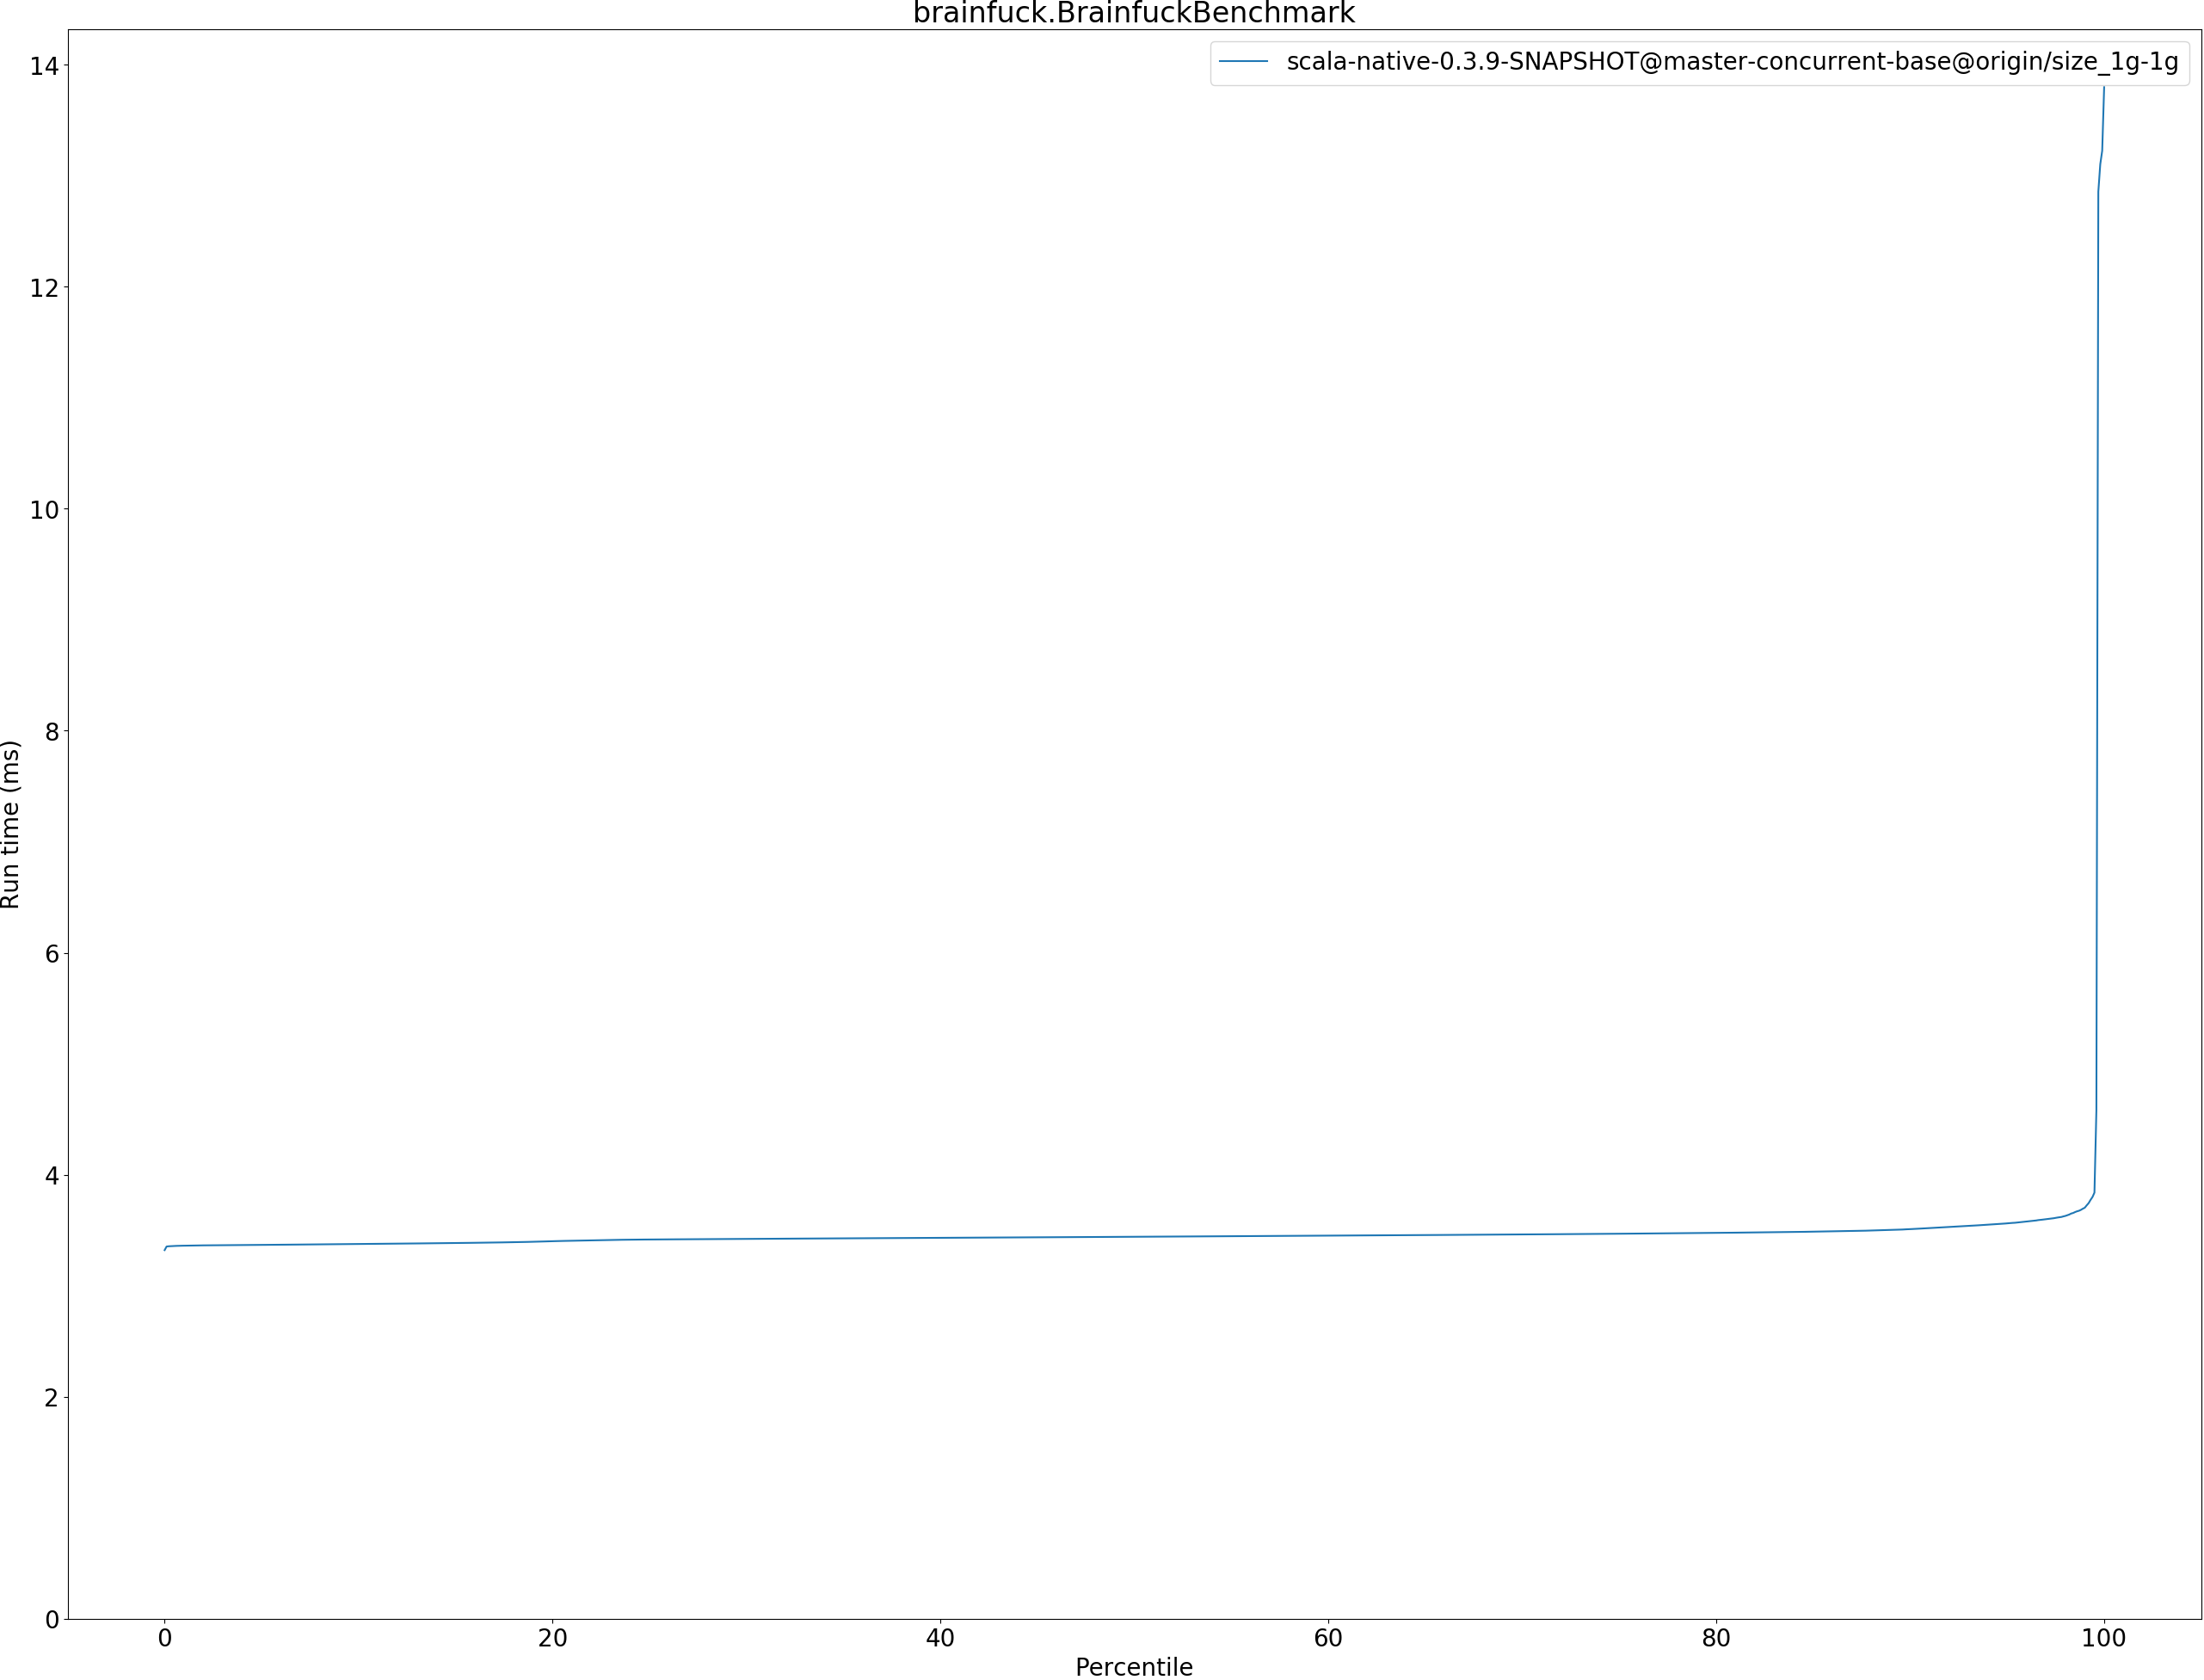 brainfuck.BrainfuckBenchmark
scala-native-0.3.9-SNAPSHOT@master-concurrent-base@origin/size_1g-1g
14
12
10
8
6
4
2
0
Run time (ms)
0 20 40 60 80 100
Percentile